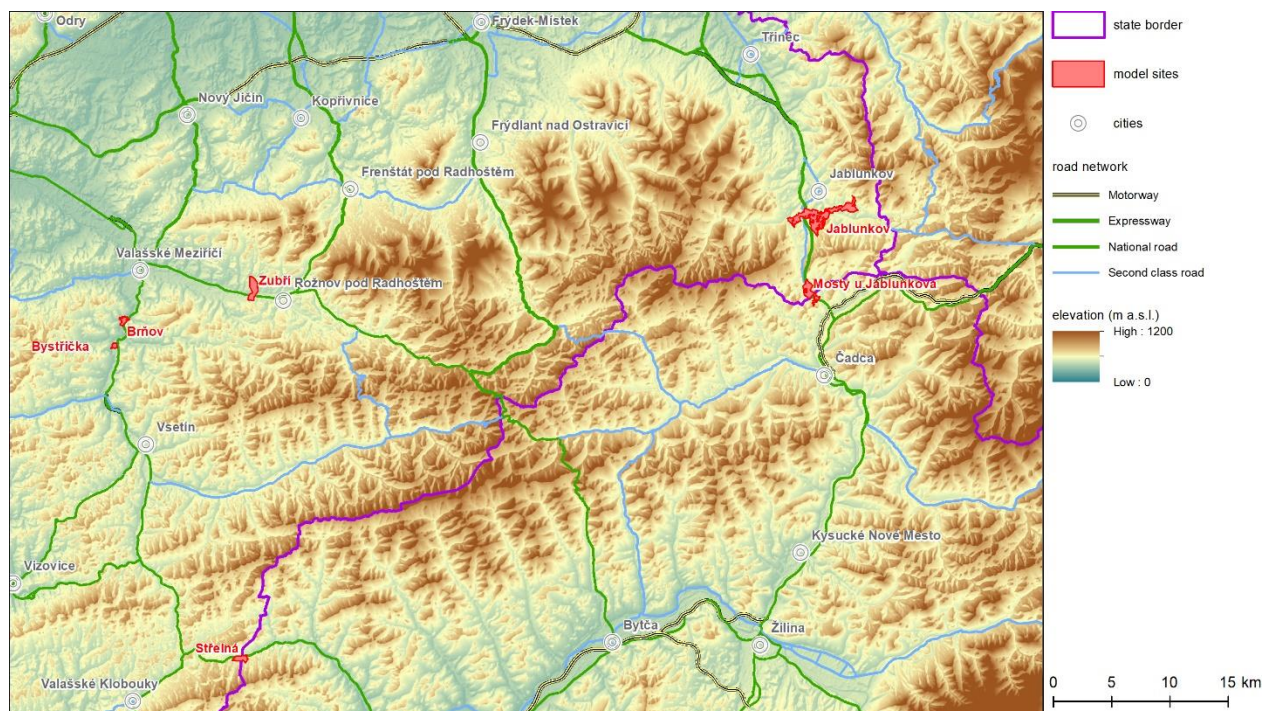 Odry
Frýdek-Místek
Třinec
Nový Jičín
Kopřivnice
Frýdlant nad Ostravicí
Frenštát pod Radhoštěm
Jablunkov
Jablunkov
Valašské Meziříčí
Zubří
Rožnov pod Radhoštěm
Mosty u Jablunkova
Brňov
Bystřička
Čadca
Vsetín
Kysucké Nové Mesto
Vizovice
Bytča
Žilina
Střelná
Valašské Klobouky
state border
model sites
cities
road network
Motorway
Expressway
National road
Second class road
elevation (m a.s.l.)
High : 1200
Low : 0
0 5 10 15 km